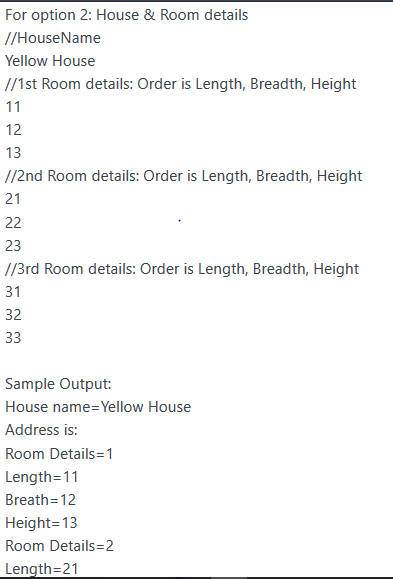 For option 2: House & Room details
//HouseName
Yellow House
//1st Room details: Order is Length, Breadth, Height
11
12
13
//2nd Room details: Order is Length, Breadth, Height
21
22
23
//3rd Room details: Order is Length, Breadth, Height
31
32
33
Sample Output:
House name=Yellow House
Address is:
Room Details=1
Length=11
Breath=12
Height=13
Room Details=2
Length=21